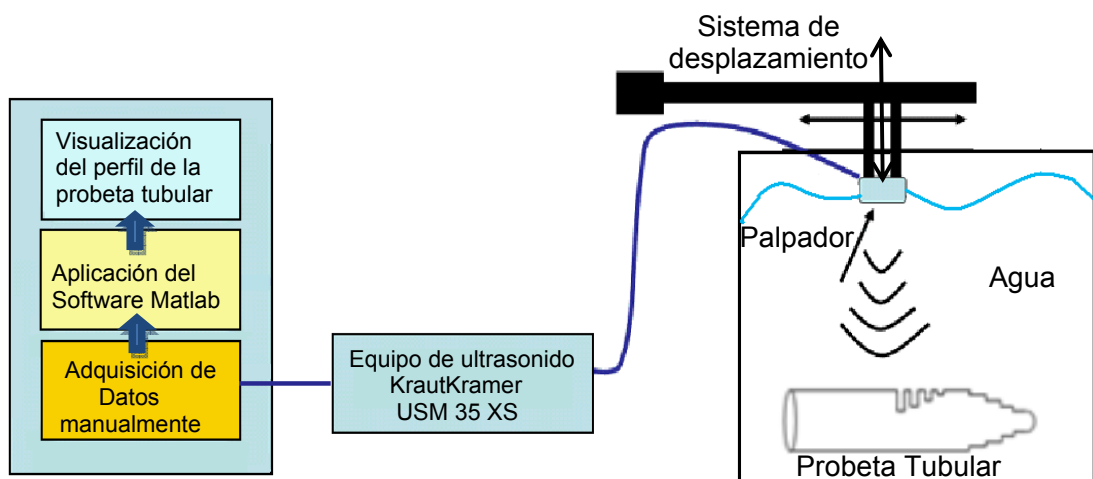 Sistema de
desplazamiento
Visualización
del perfil de la
probeta tubular
Aplicación del
Software Matlab
Adquisición de
Datos
manualmente
Equipo de ultrasonido
KrautKramer
USM 35 XS
Palpador
Agua
Probeta Tubular